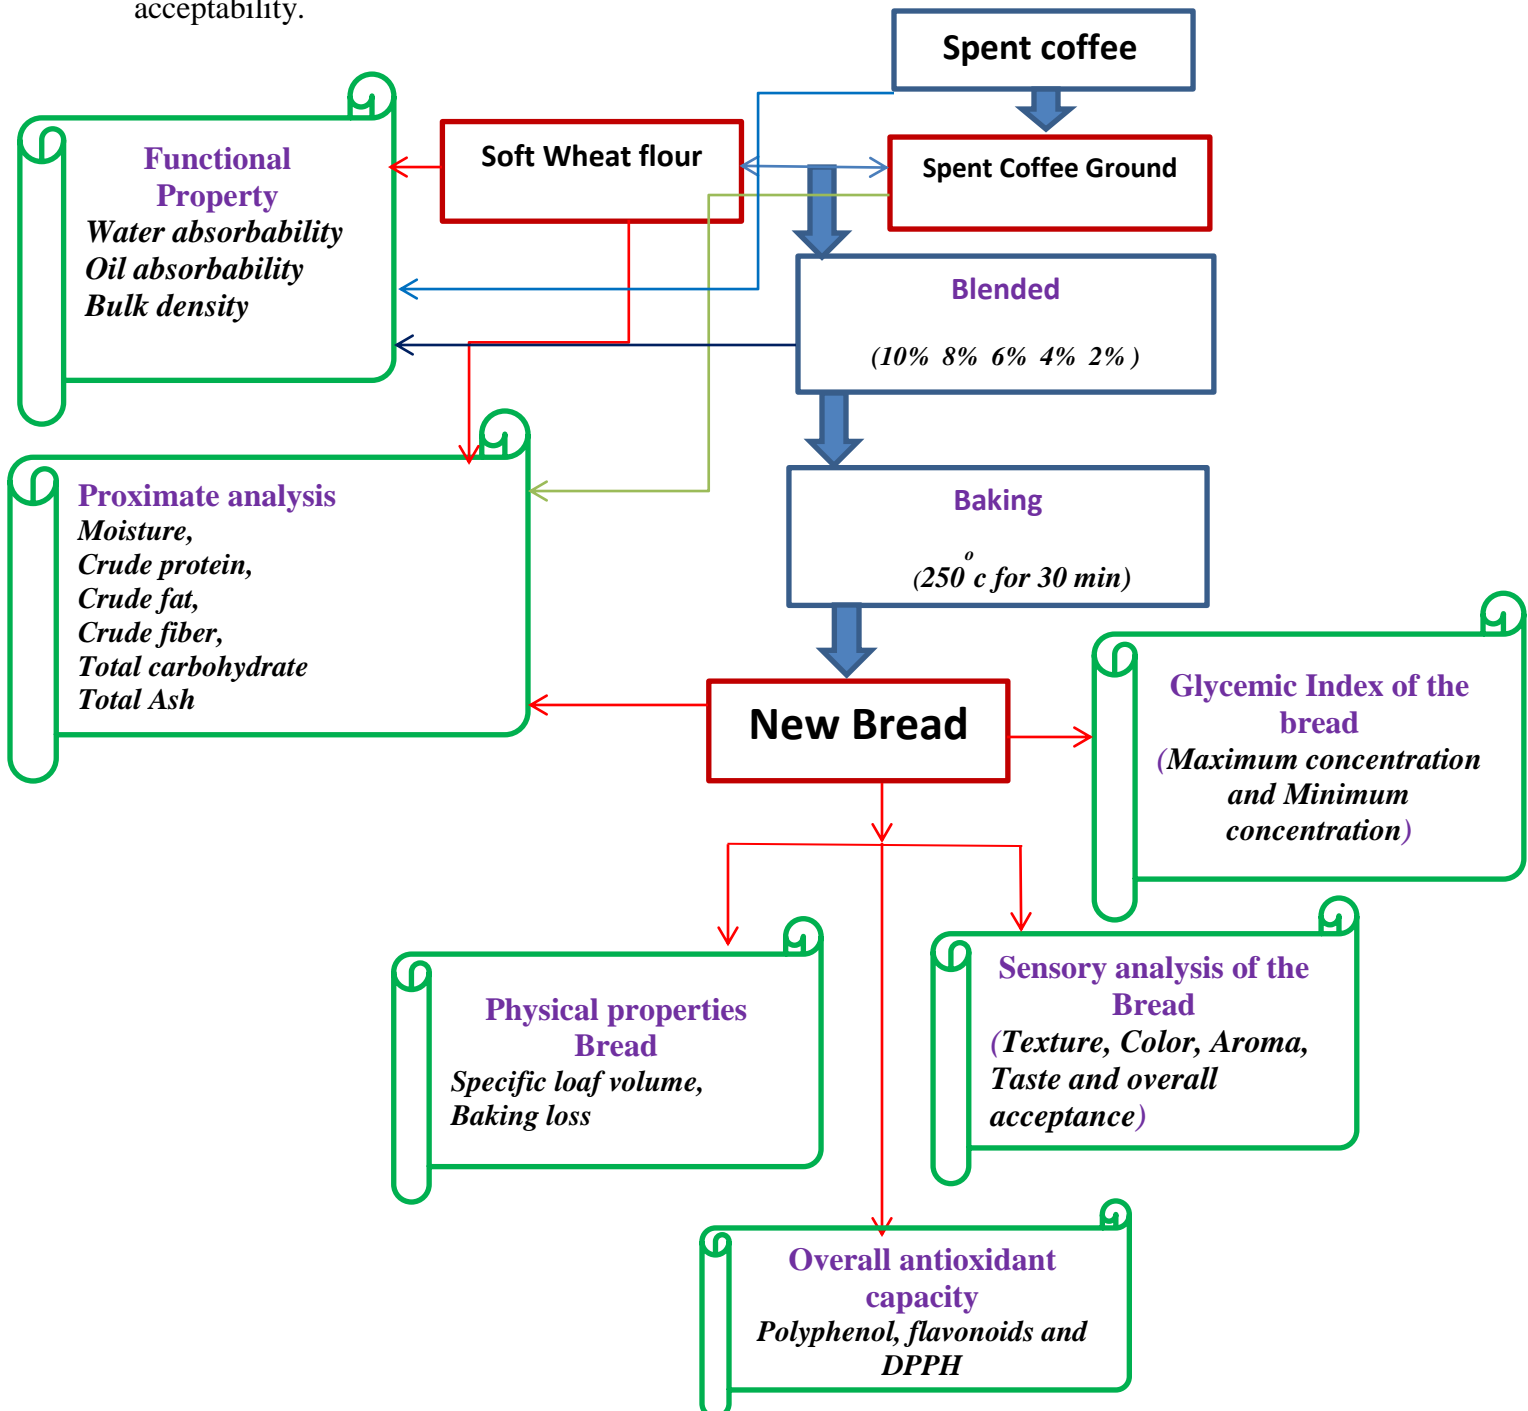 acceptability.
Spent coffee
Soft Wheat flour
Spent Coffee Ground
Functional
Property
Water absorbability
Oil absorbability
Bulk density
Blended
(10% 8% 6% 4% 2% )
Proximate analysis
Moisture,
Crude protein,
Crude fat,
Crude fiber,
Total carbohydrate
Total Ash
Baking
(250°c for 30 min)
New Bread
Glycemic Index of the
bread
(Maximum concentration
and Minimum
concentration)
Physical properties
Bread
Specific loaf volume,
Baking loss
Sensory analysis of the
Bread
(Texture, Color, Aroma,
Taste and overall
acceptance)
Overall antioxidant
capacity
Polyphenol, flavonoids and
DPPH